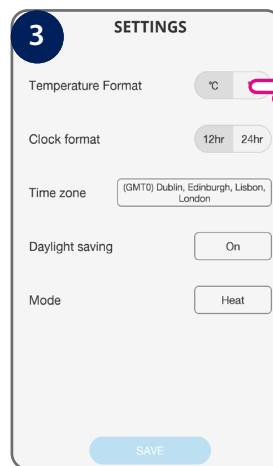 3
SETTINGS
Temperature Format
°C
Clock format
12hr 24hr
Time zone
(GMT0) Dublin, Edinburgh, Lisbon,
London
Daylight saving
On
Mode
Heat
SAVE